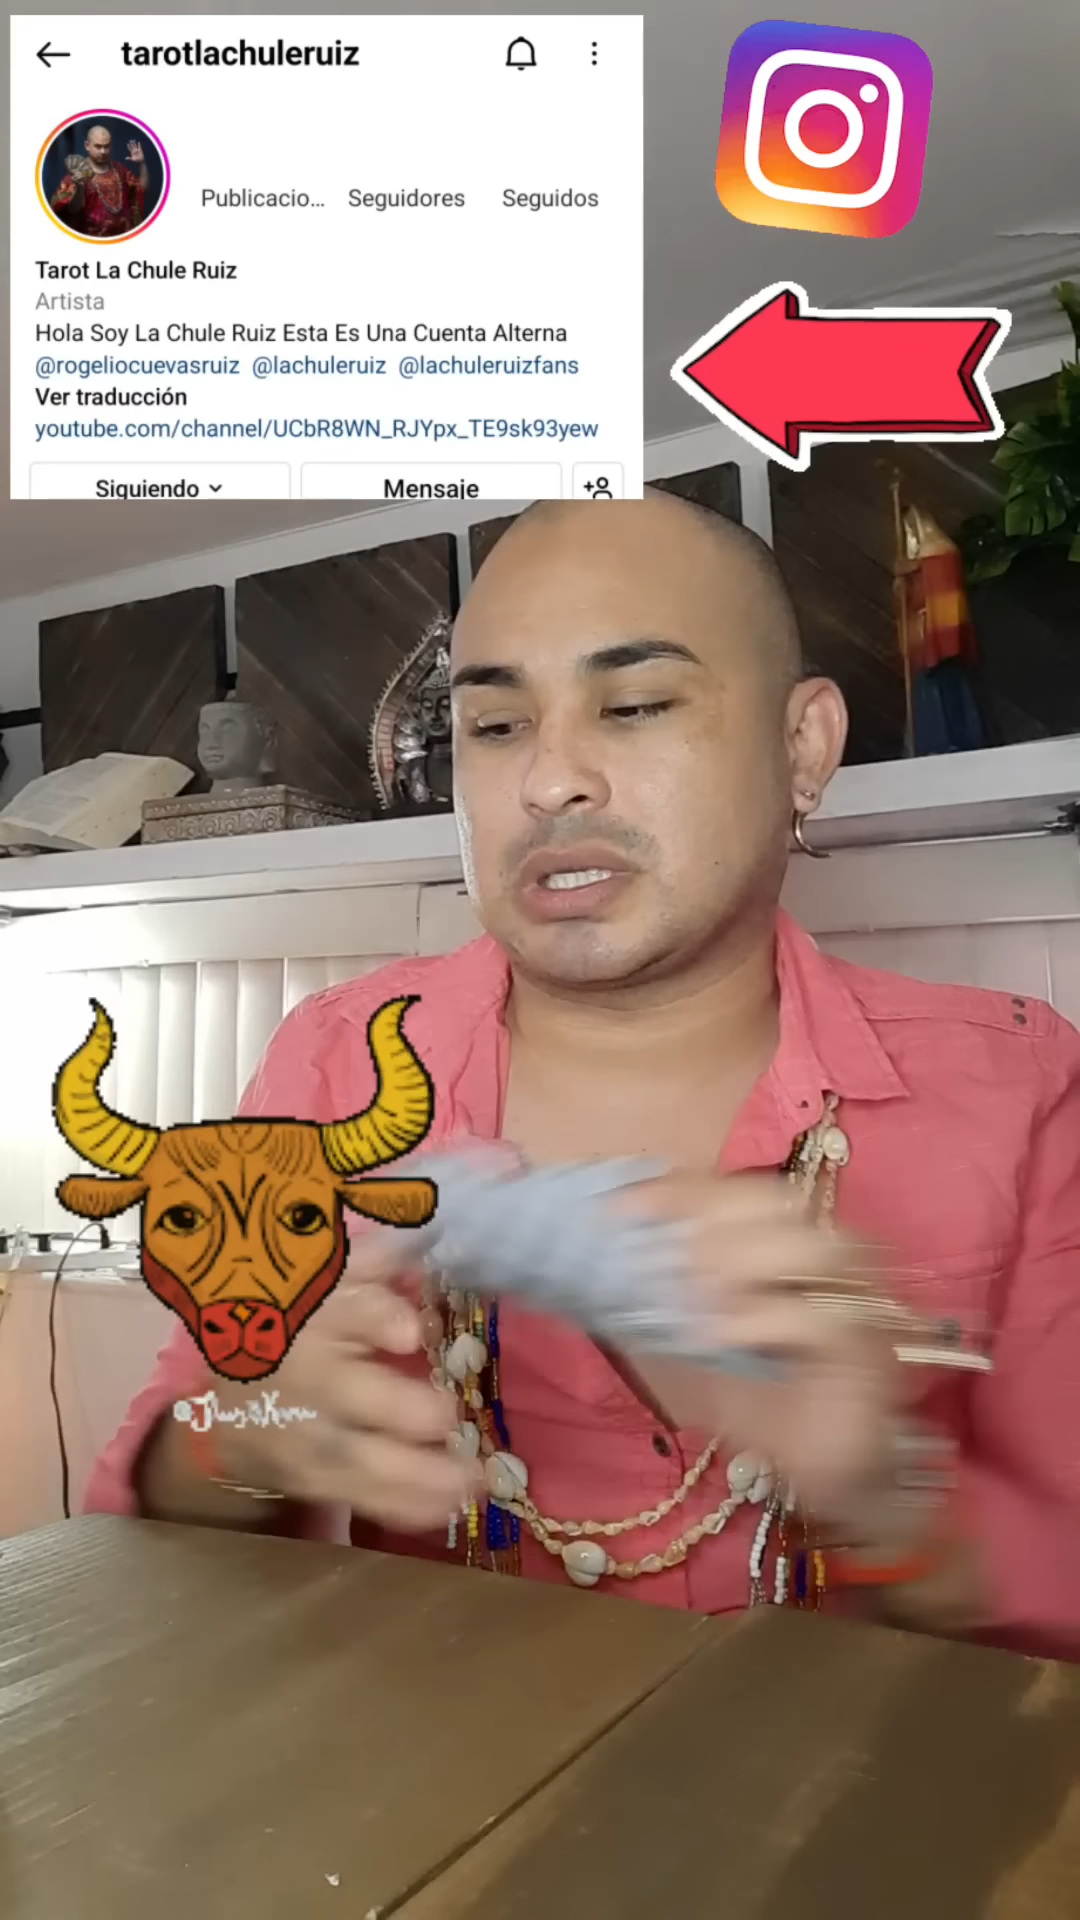 tarotlachuleruiz
Publicacio... Seguidores Seguidos
Tarot La Chule Ruiz
Artista
Hola Soy La Chule Ruiz Esta Es Una Cuenta Alterna
@rogeliocuevasruiz @lachuleruiz @lachuleruizfans
Ver traducción
youtube.com/channel/UCbR8WN_RJYpx_TE9sk93yew
Siguiendo Mensaje